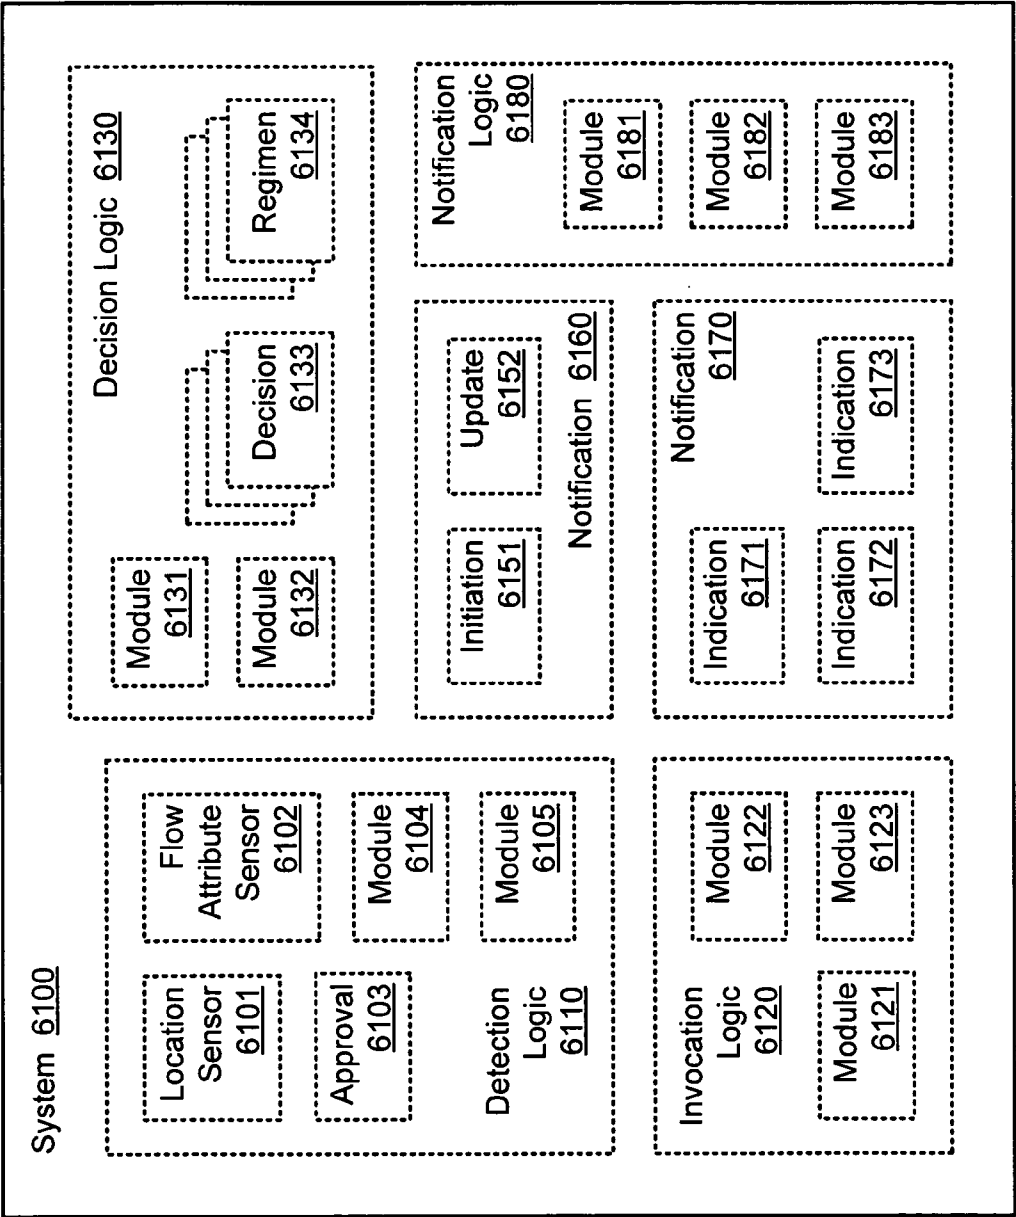 System 6100
Location
Sensor
6101
Flow
Attribute
Sensor
6102
Approval
6103
Module
6104
Detection
Logic
6110
Module
6105
Decision Logic 6130
Module
6131
Module
6132
Decision
6133
Regimen
6134
Initiation
6151
Update
6152
Notification 6160
Notification
Logic
6180
Module
6181
Module
6182
Module
6183
Invocation
Logic
6120
Module
6121
Module
6122
Module
6123
Notification
6170
Indication
6171
Indication
6172
Indication
6173